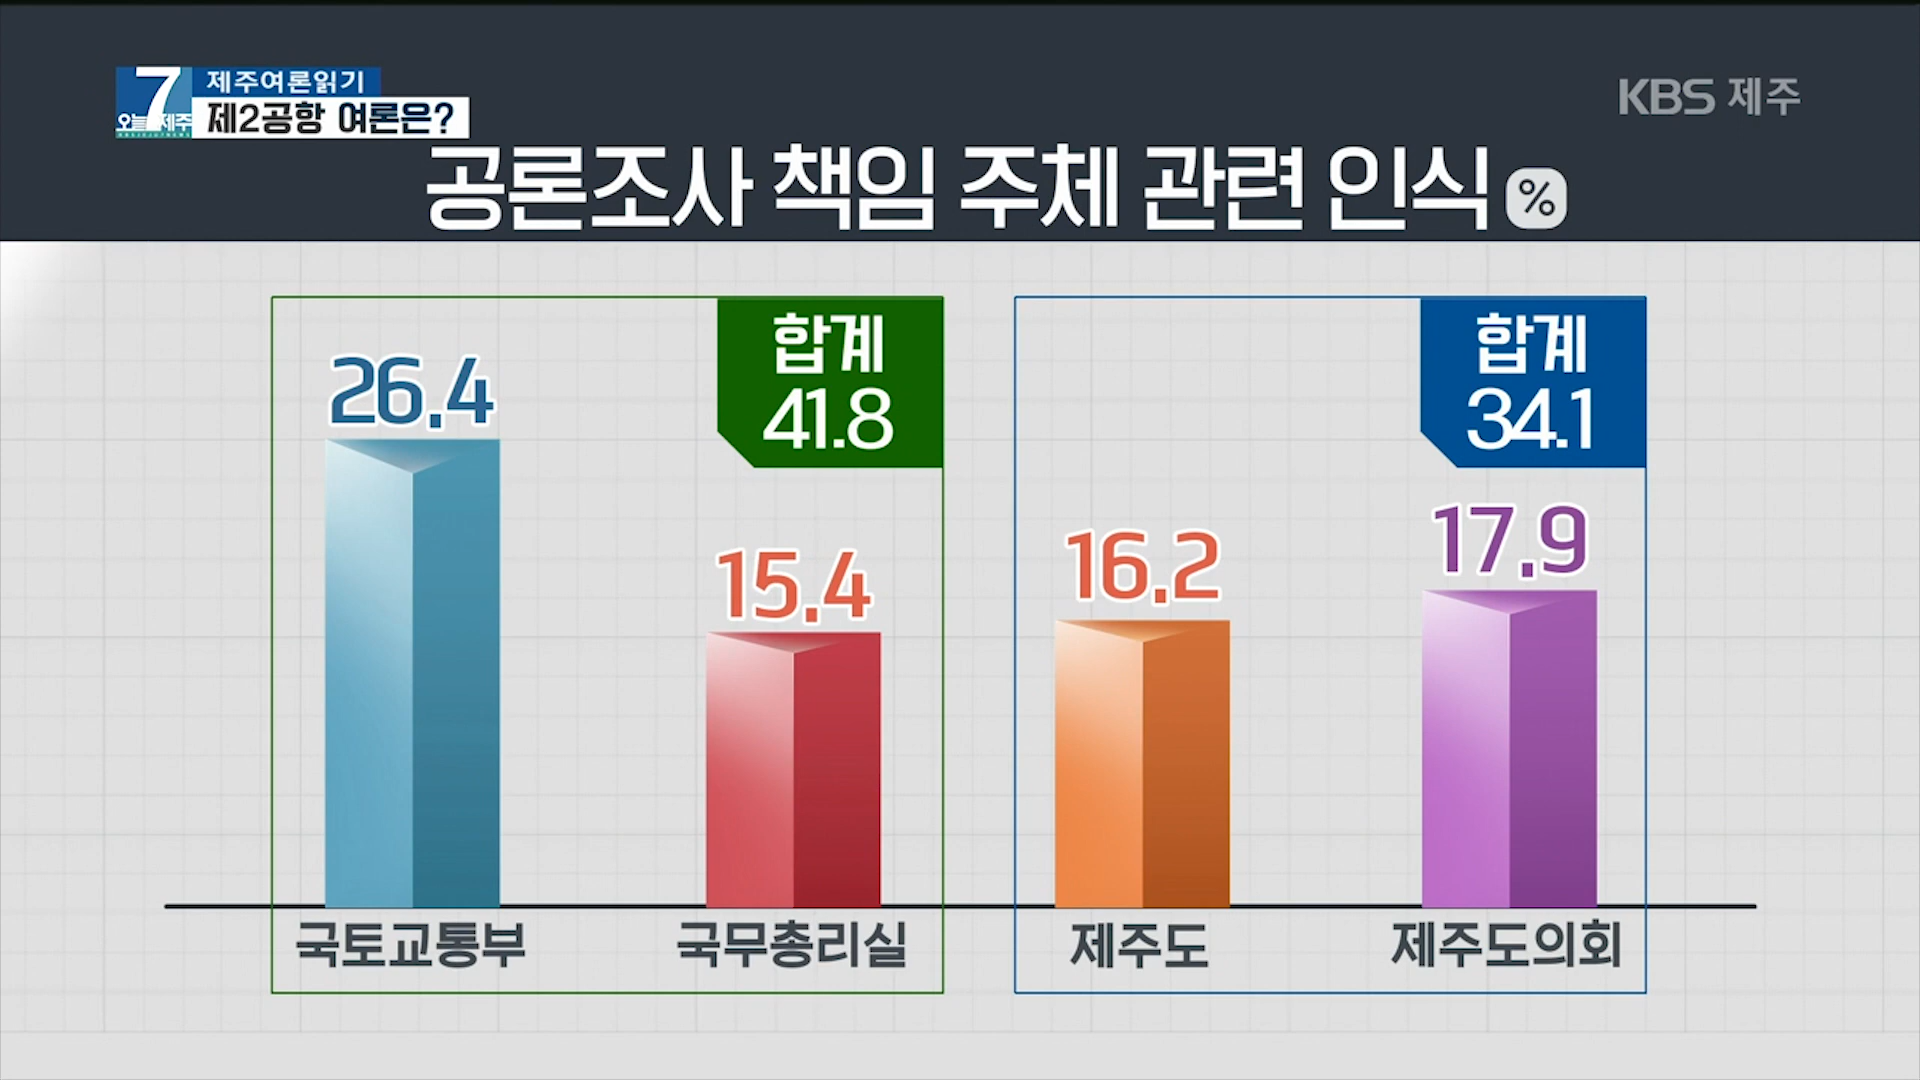 제주여론읽기
7
오늘 제주
제2공항 여론은?
KBS 제주
공론조사 책임 주체 관련 인식 %
합계
41.8
합계
34.1
26.4
15.4
16.2
17.9
국토교통부
국무총리실
제주도
제주도의회